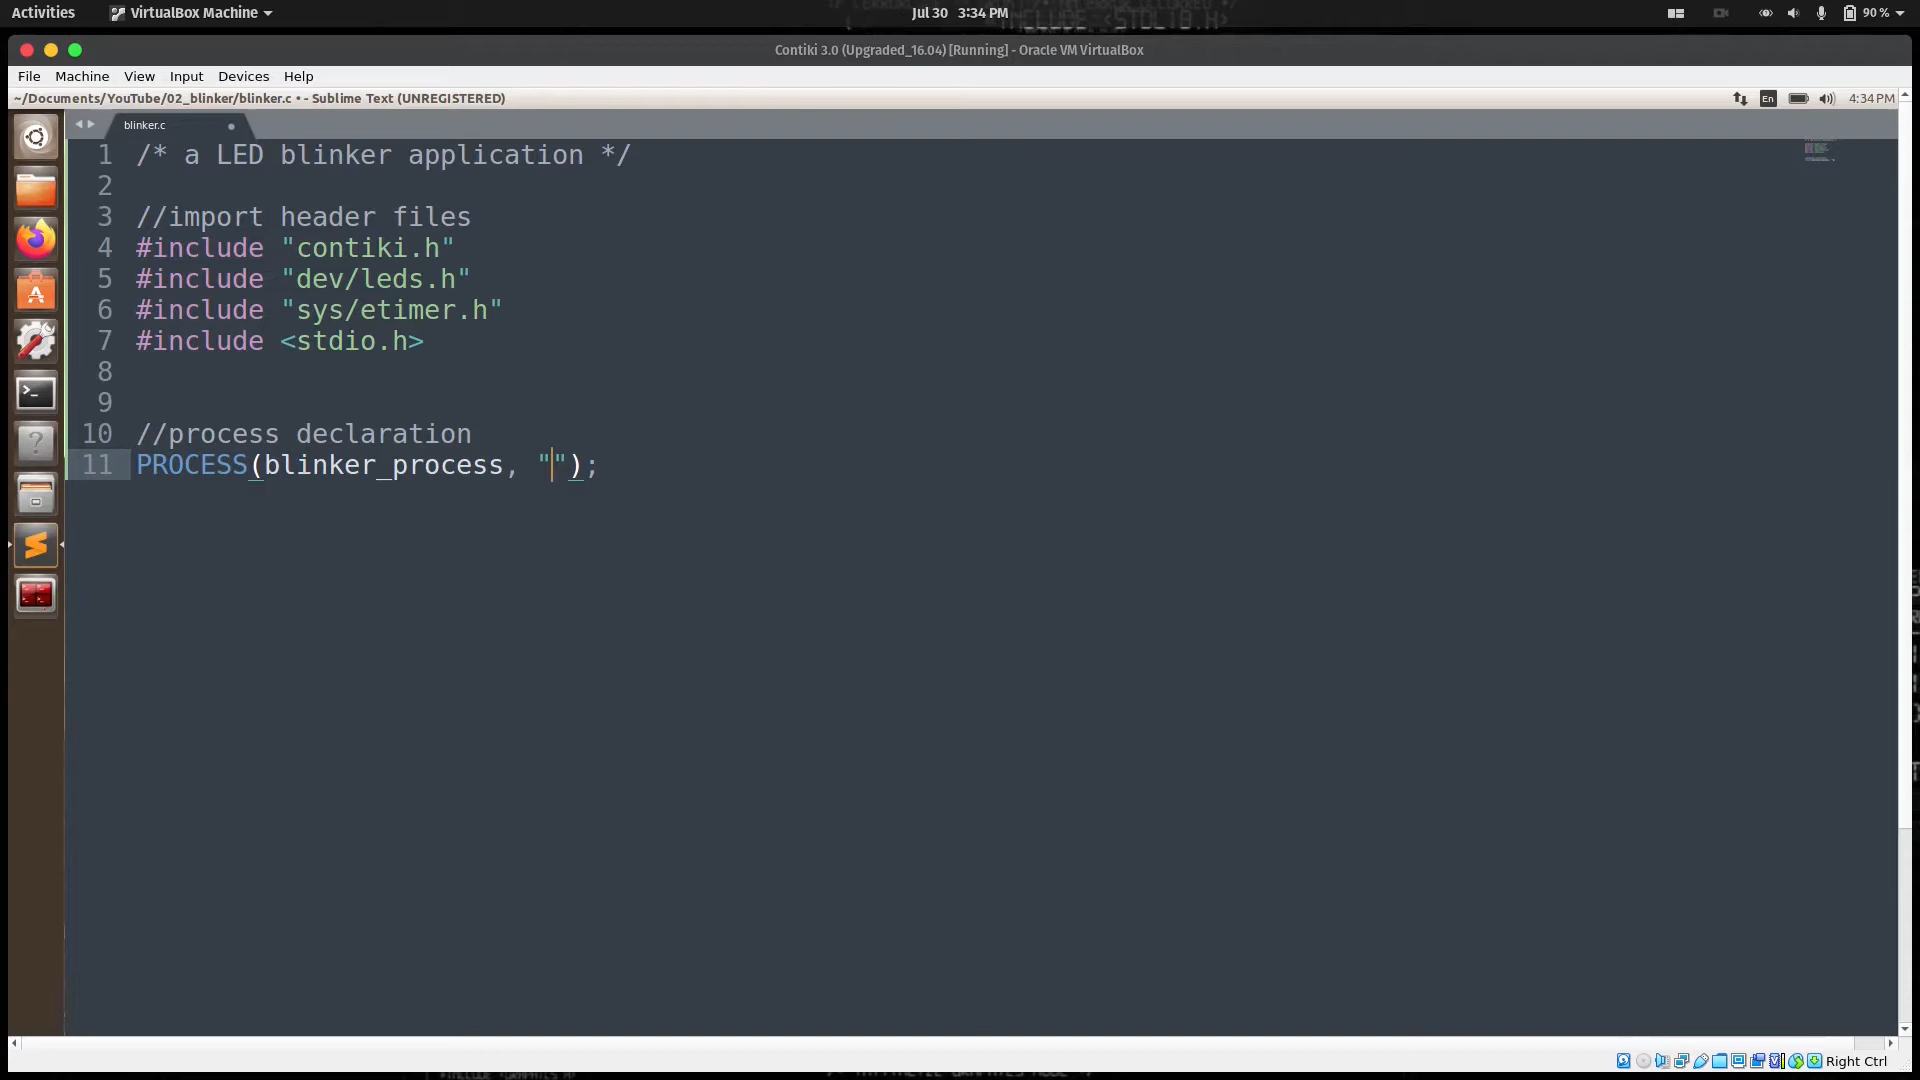 Activities VirtualBox Machine Jul 30 3:34 PM 90 %
Contiki 3.0 (Upgraded_16.04) [Running] - Oracle VM VirtualBox
File Machine View Input Devices Help
~/Documents/YouTube/02_blinker/blinker.c • - Sublime Text (UNREGISTERED) En 4:34 PM
blinker.c
1 /* a LED blinker application */
2
3 //import header files
4 #include "contiki.h"
5 #include "dev/leds.h"
6 #include "sys/etimer.h"
7 #include <stdio.h>
8
9
10 //process declaration
11 PROCESS(blinker_process, "");
Right Ctrl